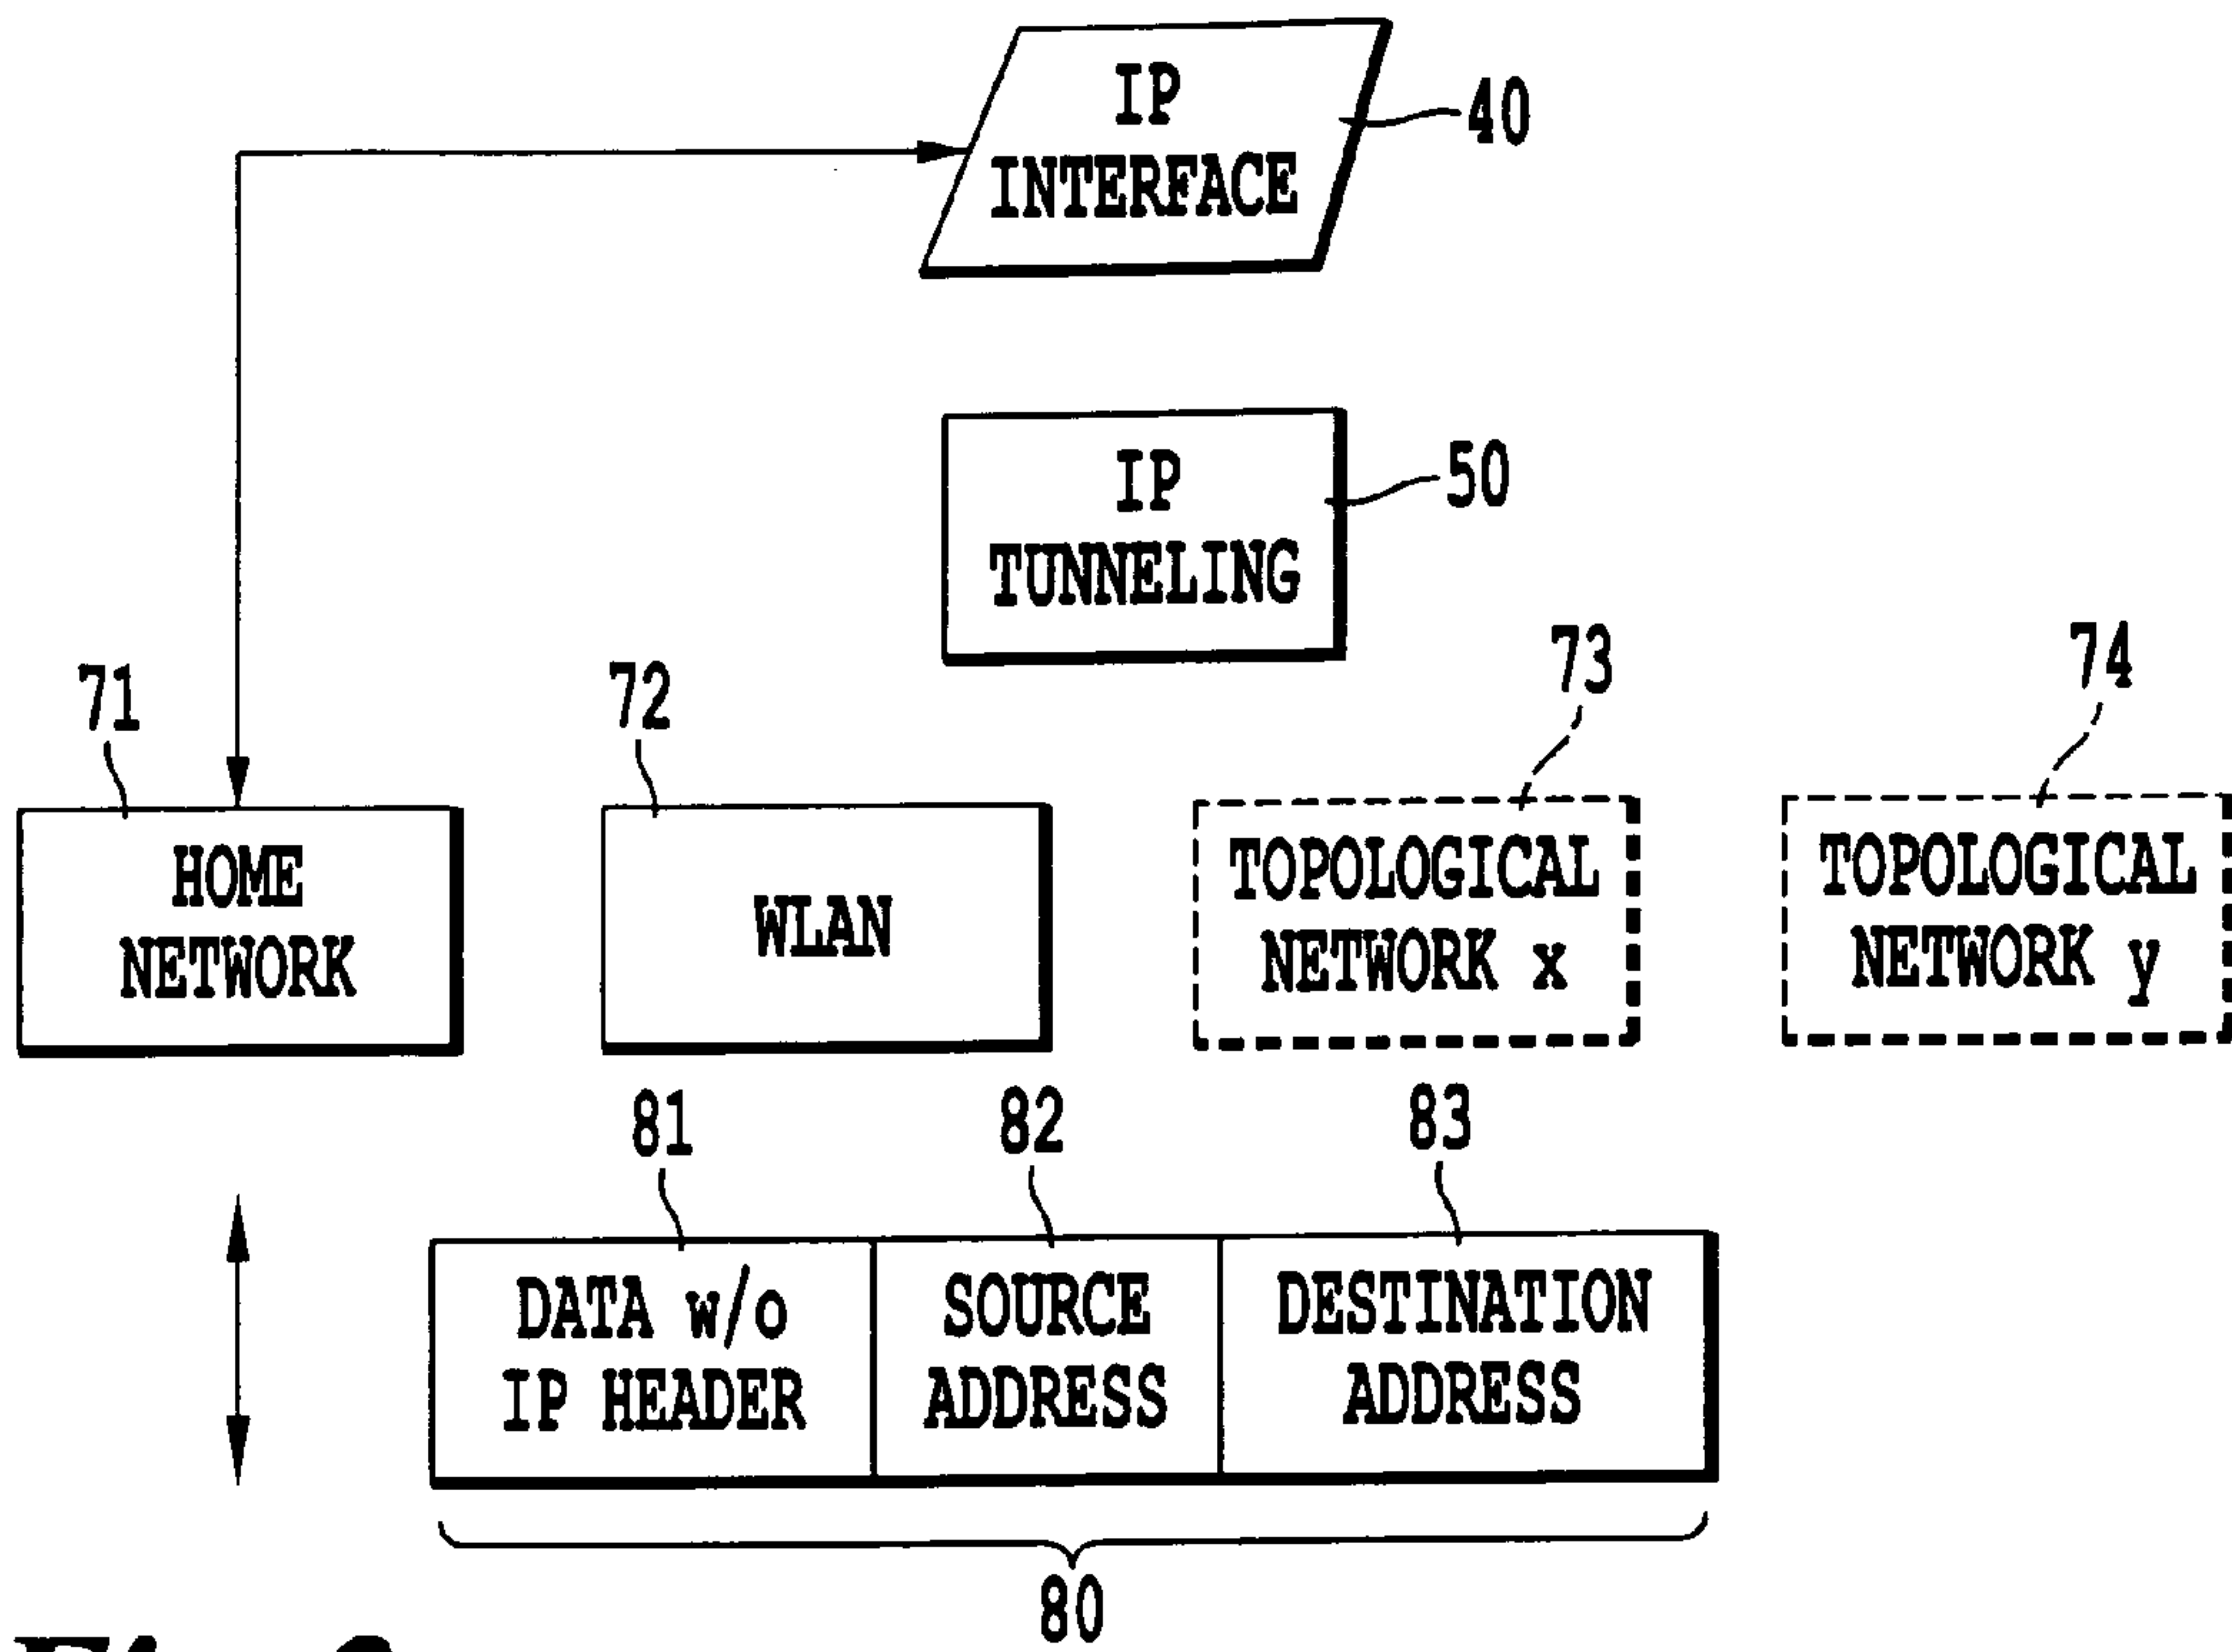 IP
INTERFACE
40
IP
TUNNELING
50
71
72
73
74
HOME
NETWORK
WLAN
TOPOLOGICAL
NETWORK x
TOPOLOGICAL
NETWORK y
81
82
83
DATA w/o
IP HEADER
SOURCE
ADDRESS
DESTINATION
ADDRESS
80